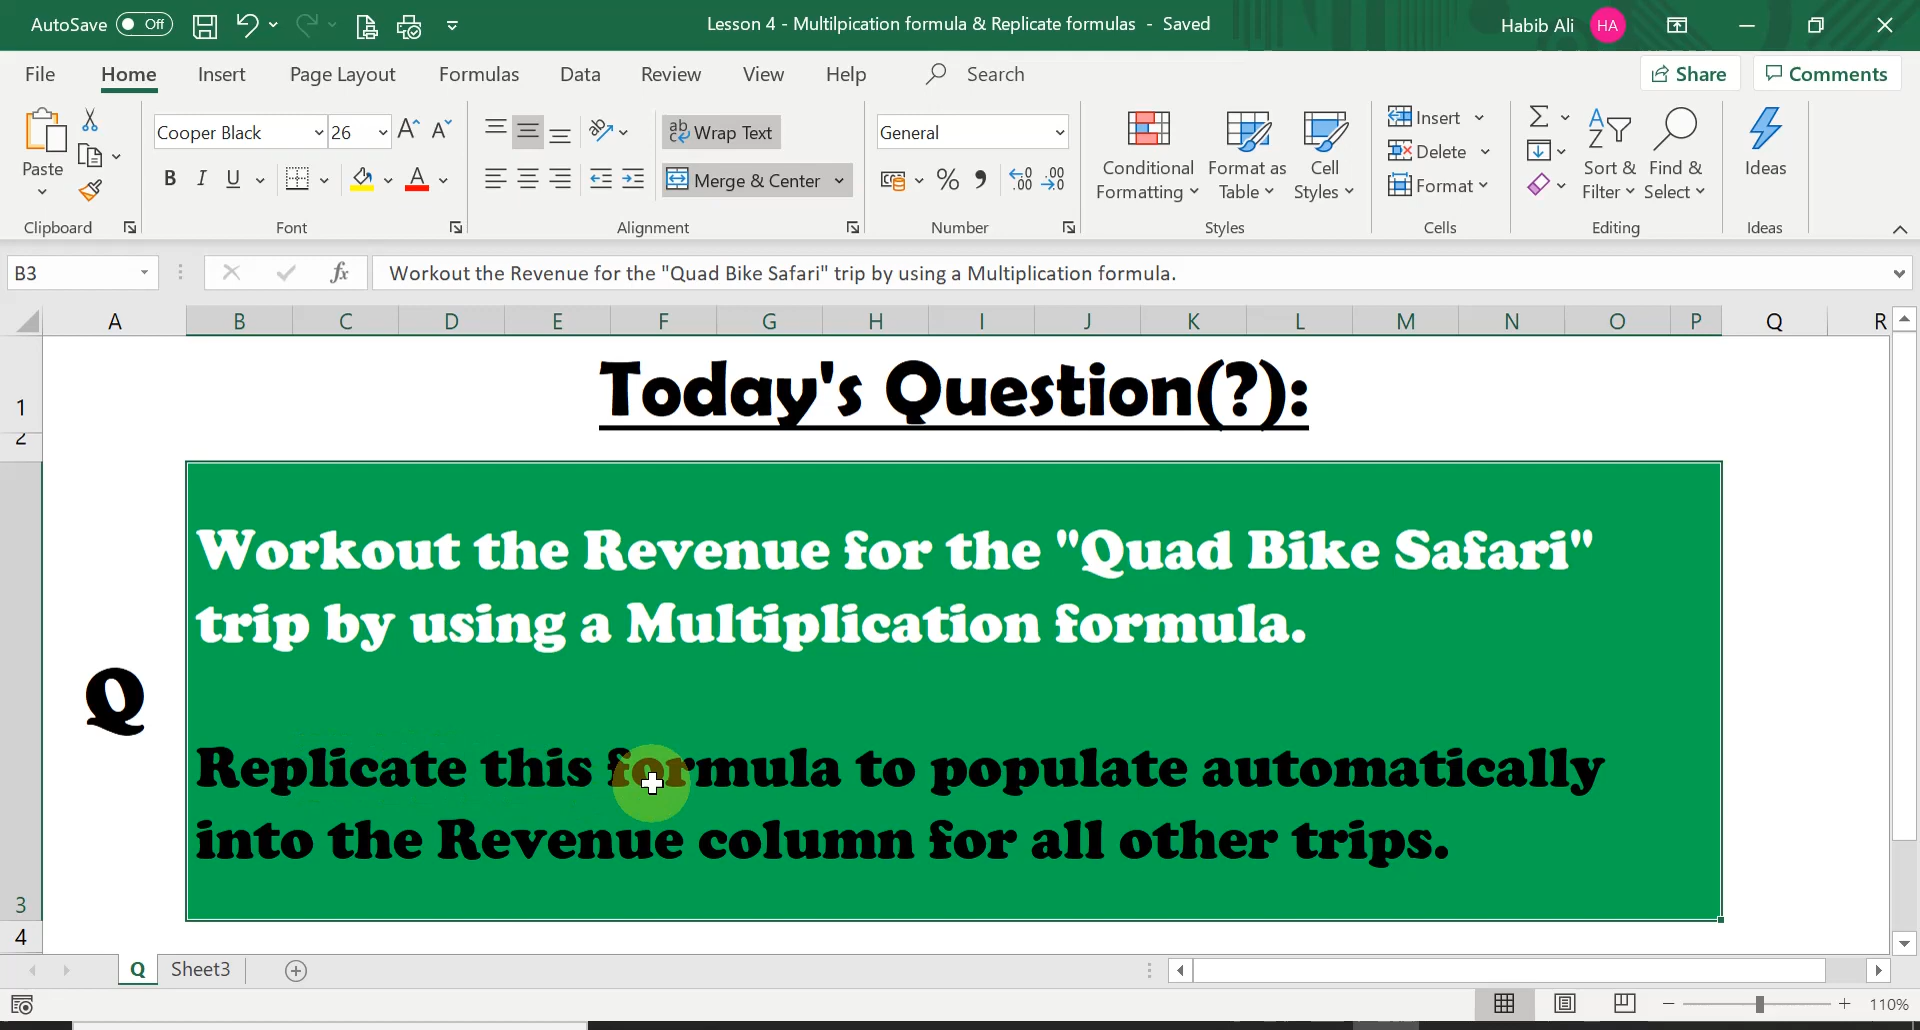 AutoSave Off Lesson 4 - Multilpication formula & Replicate formulas - Saved Habib Ali HA
File Home Insert Page Layout Formulas Data Review View Help Search Share Comments
Paste
Clipboard
Cooper Black 26
B I U
Font
Wrap Text
Merge & Center
Alignment
General
Number
Conditional Formatting
Format as Table
Cell Styles
Styles
Insert
Delete
Format
Cells
Sort & Filter
Find & Select
Editing
Ideas
Ideas
B3 fx Workout the Revenue for the "Quad Bike Safari" trip by using a Multiplication formula.
A B C D E F G H I J K L M N O P Q R
1
2
3
4
Today's Question(?):
Q
Workout the Revenue for the "Quad Bike Safari"
trip by using a Multiplication formula.
Replicate this formula to populate automatically
into the Revenue column for all other trips.
Q Sheet3
110%